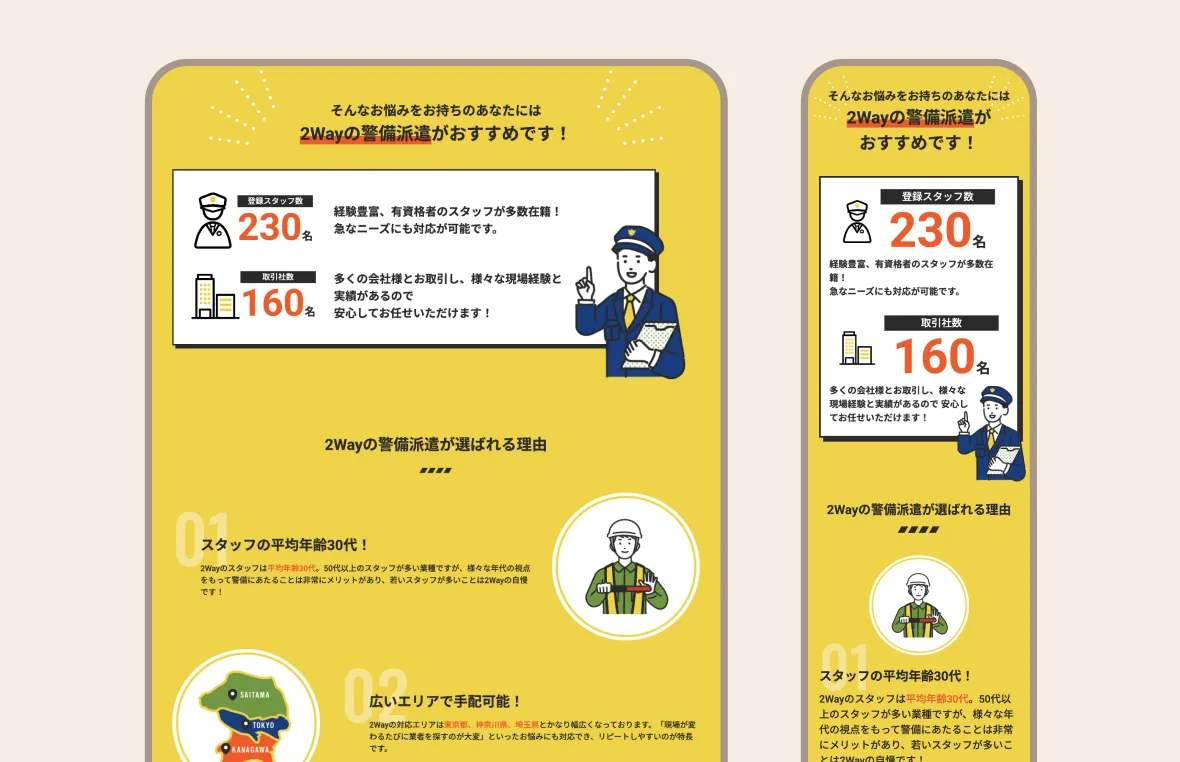 そんなお悩みをお持ちのあなたには
2Wayの警備派遣がおすすめです！
登録スタッフ数
230名
経験豊富、有資格者のスタッフが多数在籍！
急なニーズにも対応が可能です。
取引社数
160名
多くの会社様とお取引し、様々な現場経験と
実績があるので
安心してお任せいただけます！
2Wayの警備派遣が選ばれる理由
01
スタッフの平均年齢30代！
2Wayのスタッフは平均年齢30代。50代以上のスタッフが多い業種ですが、様々な年代の視点
をもって警備にあたることは非常にメリットがあり、若いスタッフが多いことは2Wayの自慢
です！
SAITAMA
TOKYO
KANAGAWA
02
広いエリアで手配可能！
2Wayの対応エリアは東京都、神奈川県、埼玉県とかなり幅広くなっております。「現場が変
わるたびに業者を探すのが大変」といったお悩みにも対応でき、リピートしやすいのが特長
です。
そんなお悩みをお持ちのあなたには
2Wayの警備派遣が
おすすめです！
登録スタッフ数
230名
経験豊富、有資格者のスタッフが多数在
籍！
急なニーズにも対応が可能です。
取引社数
160名
多くの会社様とお取引し、様々な
現場経験と実績があるので 安心し
てお任せいただけます！
2Wayの警備派遣が選ばれる理由
01
スタッフの平均年齢30代！
2Wayのスタッフは平均年齢30代。50代以
上のスタッフが多い業種ですが、様々な年
代の視点をもって警備にあたることは非常
にメリットがあり、若いスタッフが多いこ
とは2Wayの自慢です！